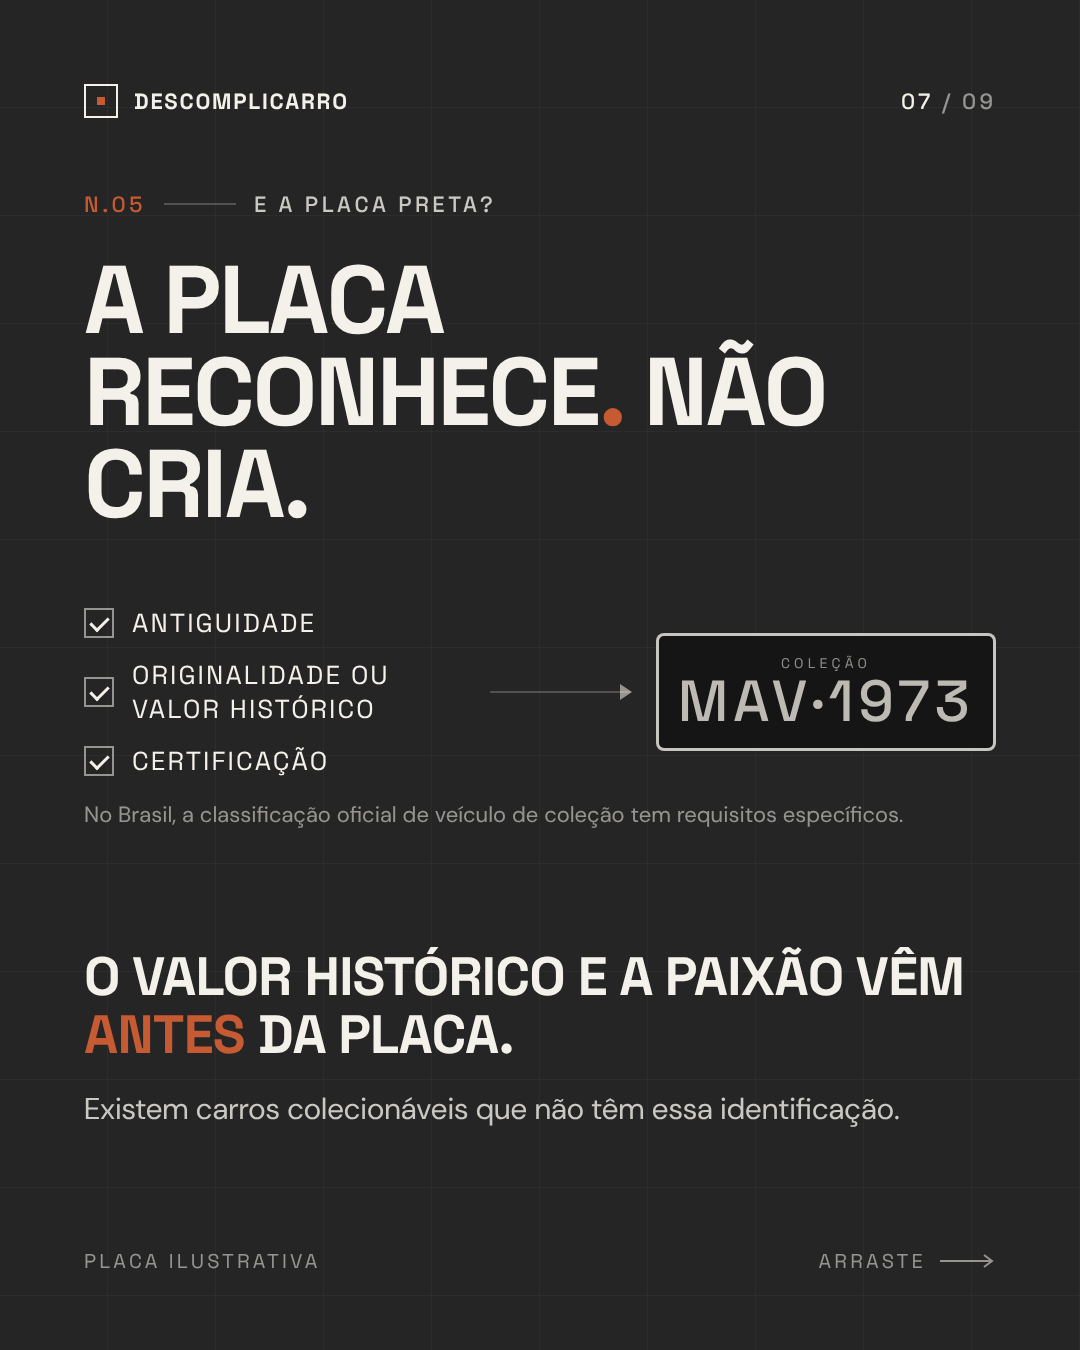 DESCOMPLICARRO
07 / 09
N.05 E A PLACA PRETA?
A PLACA
RECONHECE. NÃO
CRIA.
ANTIGUIDADE
ORIGINALIDADE OU
VALOR HISTÓRICO
CERTIFICAÇÃO
COLEÇÃO
MAV·1973
No Brasil, a classificação oficial de veículo de coleção tem requisitos específicos.
O VALOR HISTÓRICO E A PAIXÃO VÊM
ANTES DA PLACA.
Existem carros colecionáveis que não têm essa identificação.
PLACA ILUSTRATIVA
ARRASTE